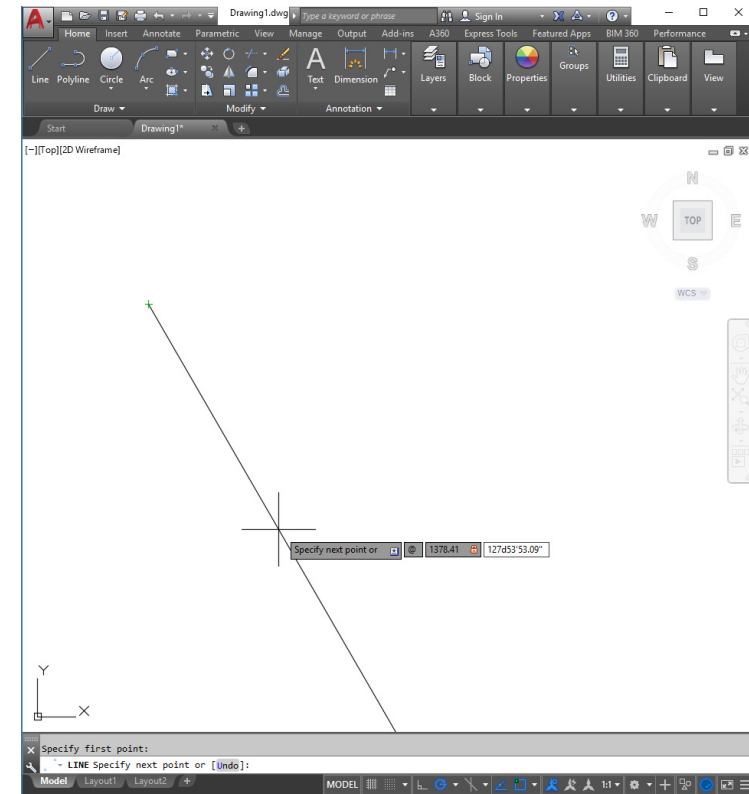 A Drawing1.dwg Type a keyword or phrase Sign In
Home Insert Annotate Parametric View Manage Output Add-ins A360 Express Tools Featured Apps BIM 360 Performance
Line Polyline Circle Arc A Text Dimension Layers Block Properties Groups Utilities Clipboard View
Draw Modify Annotation
Start Drawing1* +
[−][Top][2D Wireframe]
N
W TOP E
S
WCS
Specify next point or @ 1378.41 127d53'53.09"
Y
X
Specify first point:
LINE Specify next point or [Undo]:
Model Layout1 Layout2 + MODEL 1:1